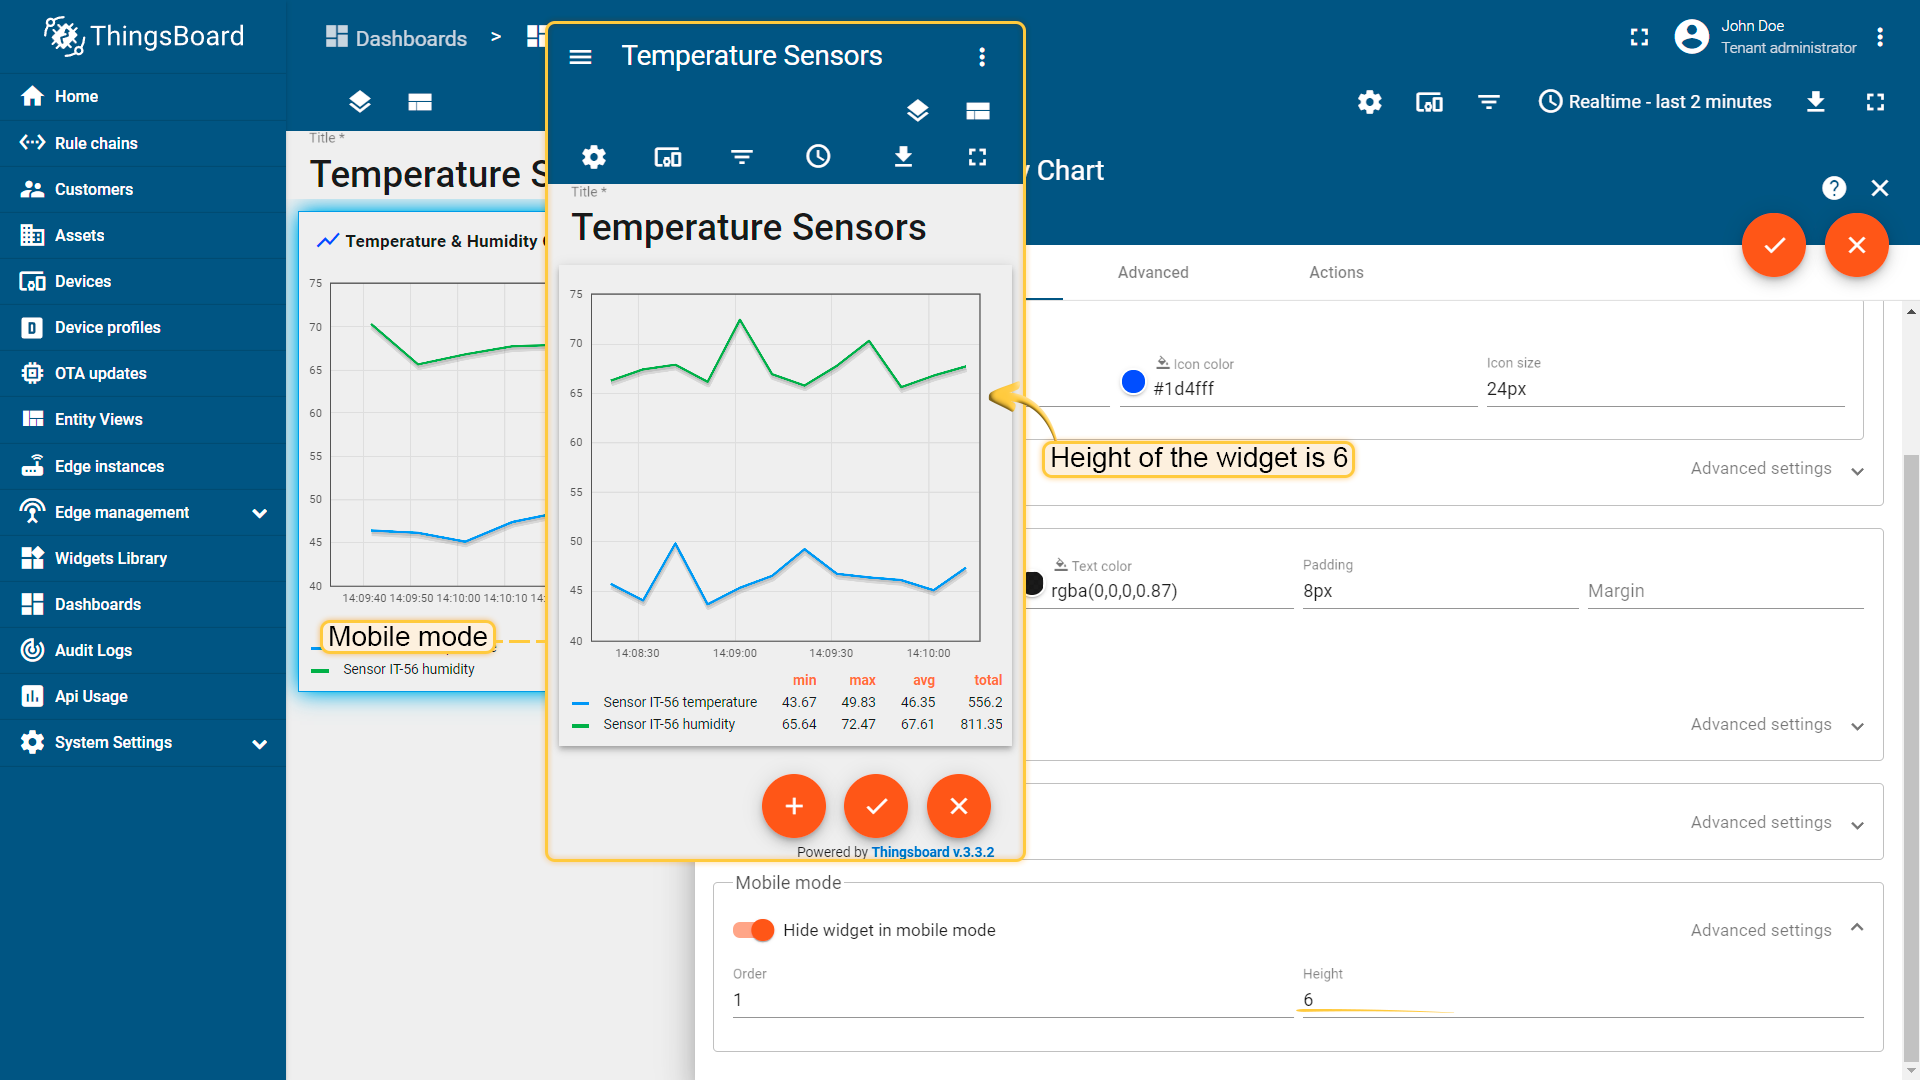 ThingsBoard
Home
Rule chains
Customers
Assets
Devices
Device profiles
OTA updates
Entity Views
Edge instances
Edge management
Widgets Library
Dashboards
Audit Logs
Api Usage
System Settings
Dashboards >
John Doe
Tenant administrator
Realtime - last 2 minutes
Title *
Temperature S
Temperature & Humidity
75
70
65
60
55
50
45
40
14:09:40 14:09:50 14:10:00 14:10:10 14:
Mobile mode
Sensor IT-56 humidity
Temperature Sensors
Title *
Temperature Sensors
75
70
65
60
55
50
45
40
14:08:30 14:09:00 14:09:30 14:10:00
min max avg total
Sensor IT-56 temperature 43.67 49.83 46.35 556.2
Sensor IT-56 humidity 65.64 72.47 67.61 811.35
Powered by Thingsboard v.3.3.2
Height of the widget is 6
Chart
Advanced
Actions
Icon color
#1d4fff
Icon size
24px
Advanced settings
Text color
rgba(0,0,0,0.87)
Padding
8px
Margin
Advanced settings
Advanced settings
Mobile mode
Hide widget in mobile mode
Advanced settings
Order
1
Height
6